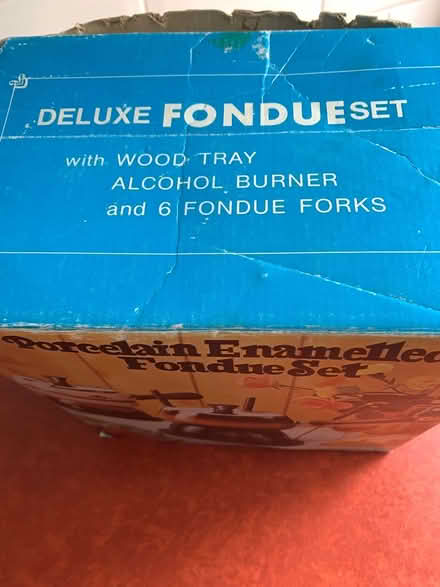 DELUXE FONDUE SET
with WOOD TRAY
ALCOHOL BURNER
and 6 FONDUE FORKS
Porcelain Enamelled
Fondue Set